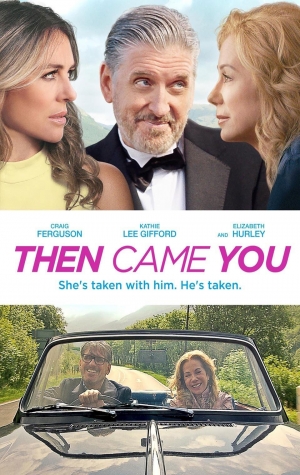 CRAIG
FERGUSON
KATHIE
LEE GIFFORD
AND
ELIZABETH
HURLEY
THEN CAME YOU
She's taken with him. He's taken.